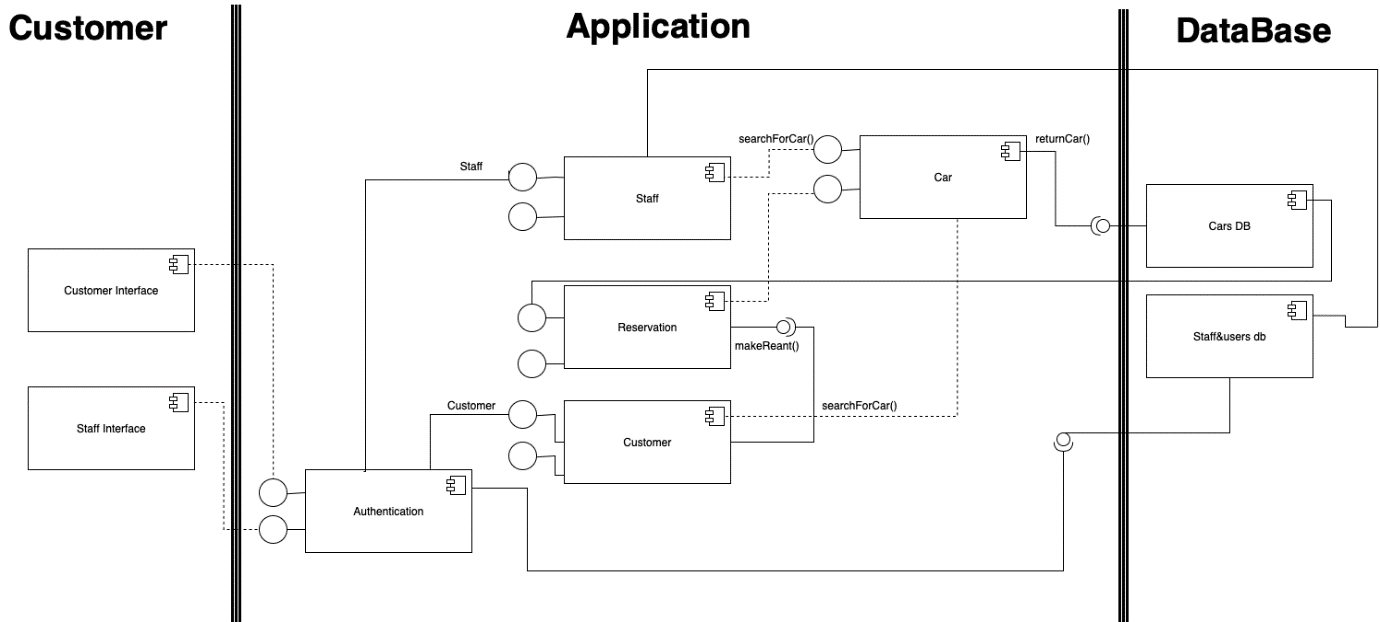 Customer
Application
DataBase
searchForCar()
returnCar()
Staff
Staff
Car
Cars DB
Customer Interface
Reservation
makeReant()
Staff&users db
Customer
searchForCar()
Staff Interface
Customer
Authentication